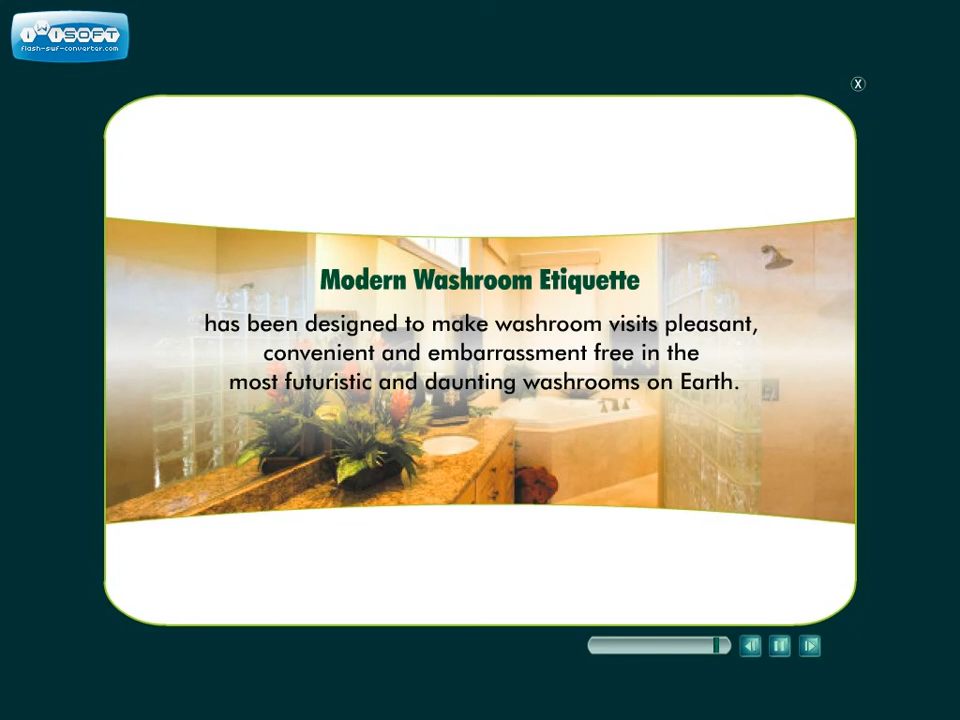 iWiSOFT
flash-swf-converter.com
X
Modern Washroom Etiquette
has been designed to make washroom visits pleasant,
convenient and embarrassment free in the
most futuristic and daunting washrooms on Earth.